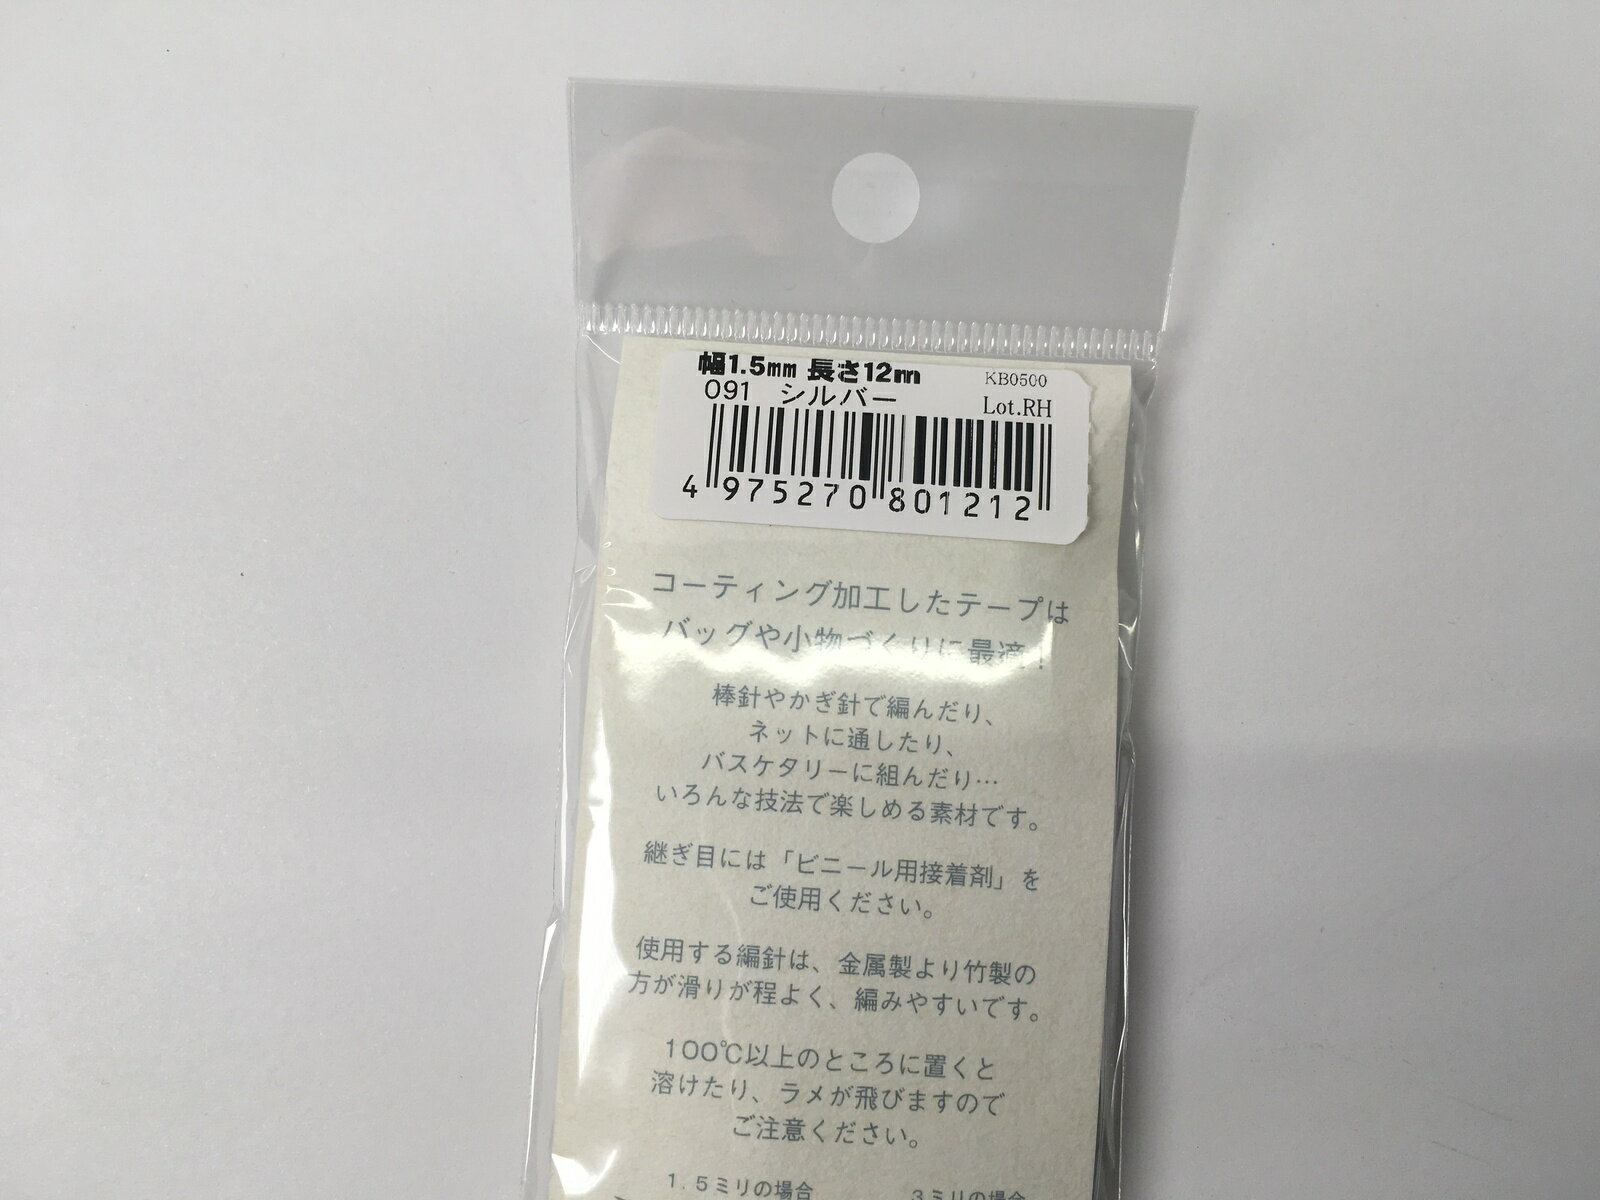 幅1.5mm 長さ12m
KB0500
091 シルバー
Lot.RH
4 975270 801212
コーティング加工したテープは
バッグや小物づくりに最適!
棒針やかぎ針で編んだり、
ネットに通したり、
バスケタリーに組んだり…
いろんな技法で楽しめる素材です。
継ぎ目には「ビニール用接着剤」を
ご使用ください。
使用する編針は、金属製より竹製の
方が滑りが程よく、編みやすいです。
100℃以上のところに置くと
溶けたり、ラメが飛びますので
ご注意ください。
1.5ミリの場合
3ミリの場合